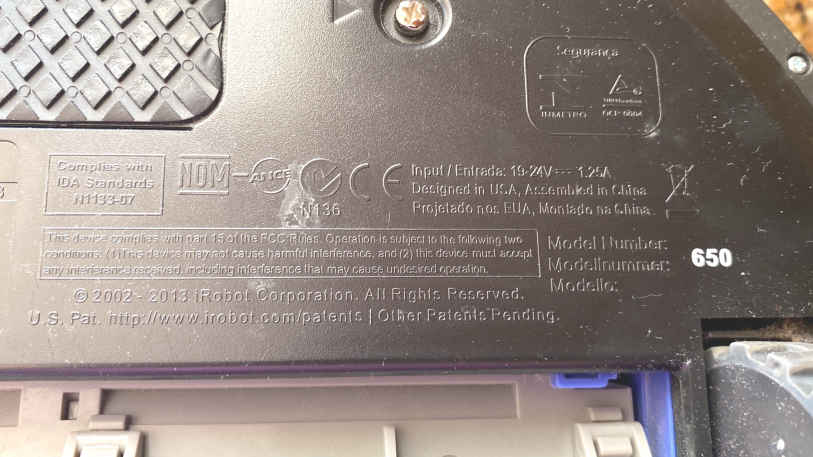 Segurança
INMETRO
OCP 0004
Complies with
IDA Standards
N1133-07
NOM
ANCE
CE
N136
Input / Entrada: 19-24V 1.25A
Designed in USA, Assembled in China
Projetado nos EUA, Montado na China
This device complies with part 15 of the FCC Rules. Operation is subject to the following two
conditions: (1)This device may not cause harmful interference, and (2) this device must accept
any interference received, including interference that may cause undesired operation.
Model Number:
Modelnummer:
Modello:
650
© 2002 - 2013 iRobot Corporation. All Rights Reserved.
U.S. Pat. http://www.irobot.com/patents | Other Patents Pending.